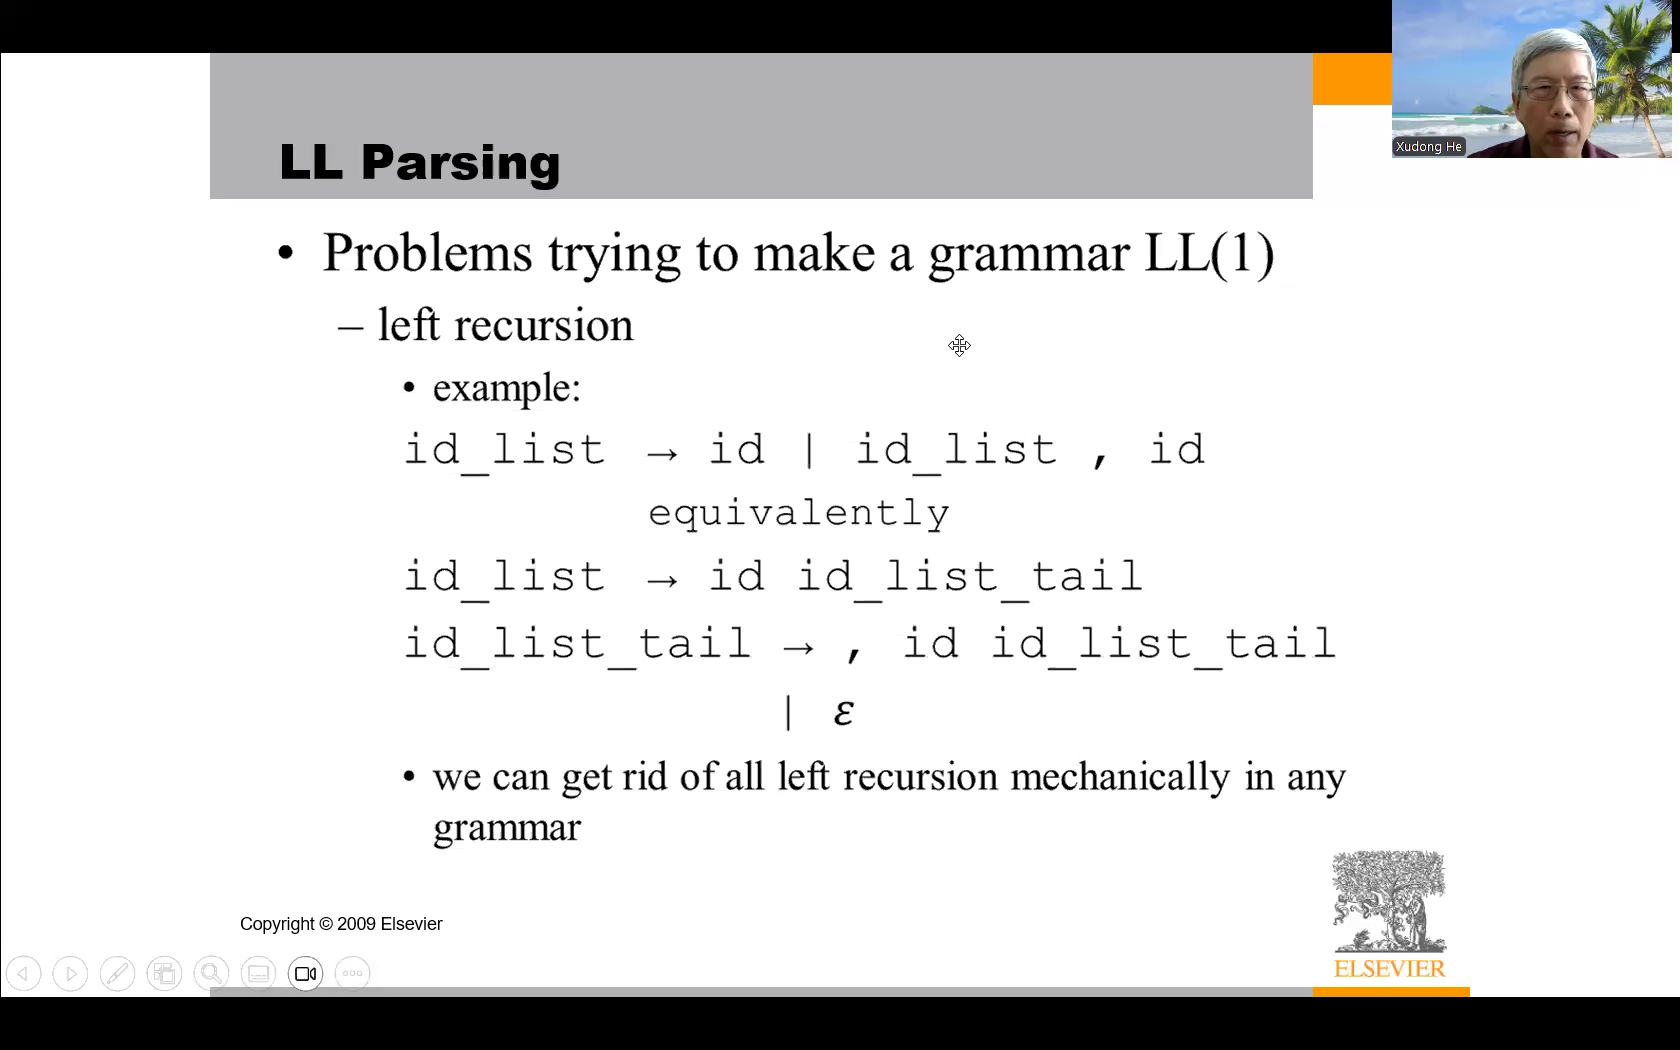 Xudong He
LL Parsing
• Problems trying to make a grammar LL(1)
– left recursion
• example:
id_list → id | id_list , id
equivalently
id_list → id id_list_tail
id_list_tail → , id id_list_tail
| ε
• we can get rid of all left recursion mechanically in any
grammar
Copyright © 2009 Elsevier
ELSEVIER